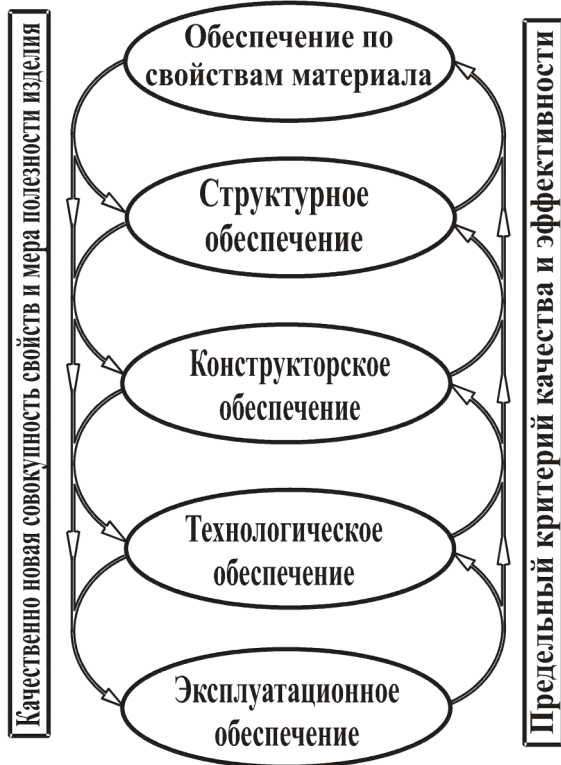 Качественно новая совокупность свойств и мера полезности изделия
Обеспечение по
свойствам материала
Структурное
обеспечение
Конструкторское
обеспечение
Технологическое
обеспечение
Эксплуатационное
обеспечение
Предельный критерий качества и эффективности